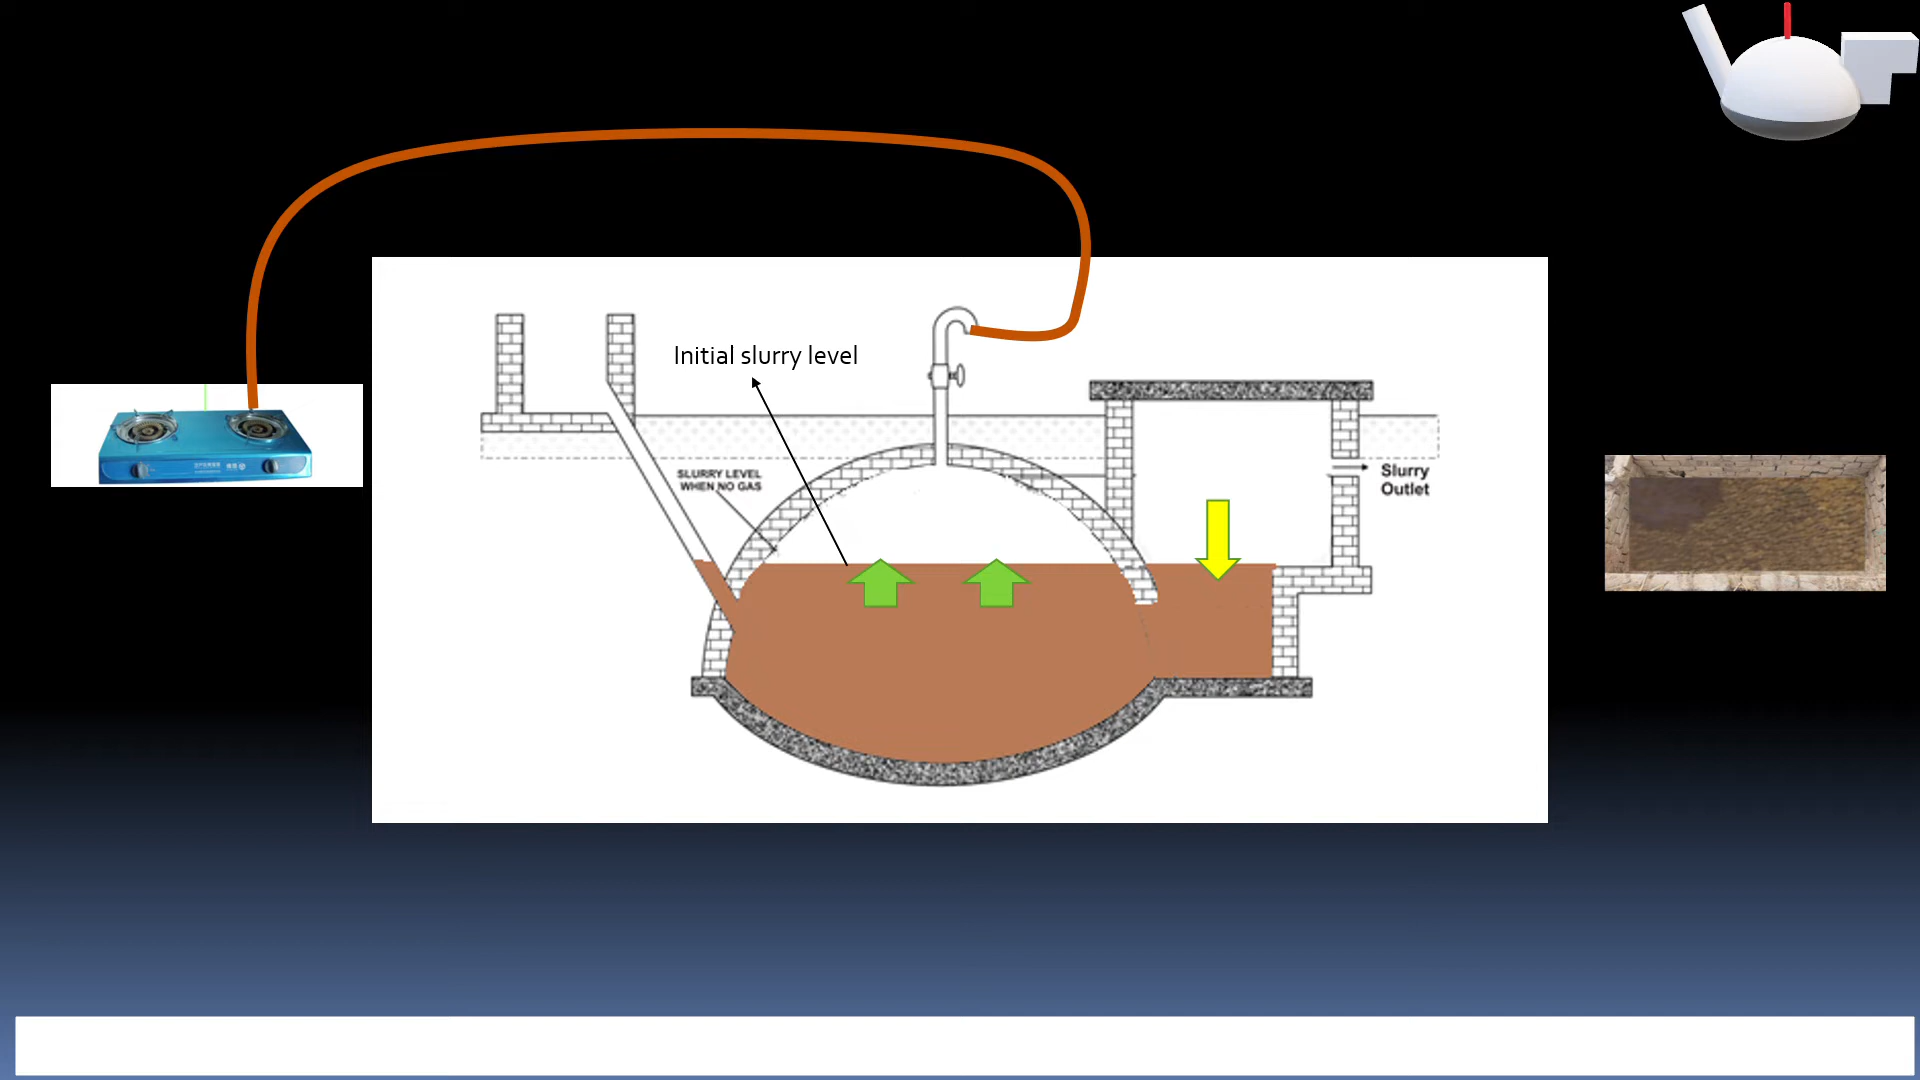 Initial slurry level
SLURRY LEVEL
WHEN NO GAS
Slurry
Outlet